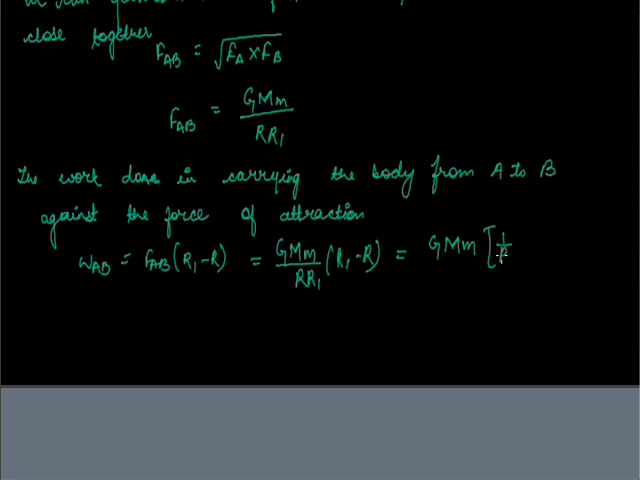 close together
F_AB = √(F_A × F_B)
F_AB = GMm / RR₁
The work done in carrying the body from A to B
against the force of attraction
W_AB = F_AB (R₁-R) = GMm / RR₁ (R₁-R) = GMm [1/R